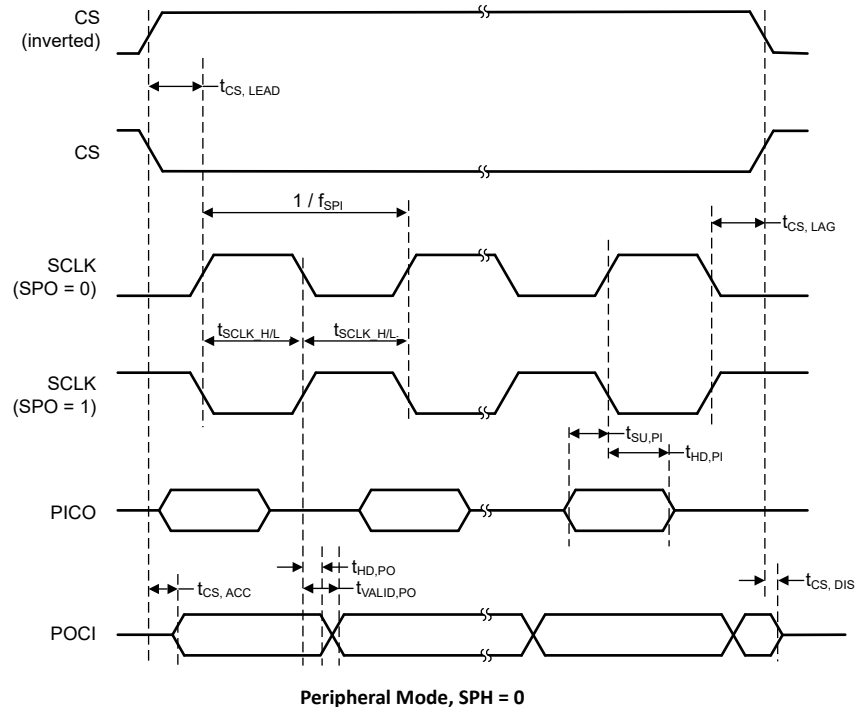 CS
(inverted)
tCS, LEAD
CS
1 / fSPI
tCS, LAG
SCLK
(SPO = 0)
tSCLK_H/L
tSCLK_H/L
SCLK
(SPO = 1)
tSU,PI
tHD,PI
PICO
tHD,PO
tCS, ACC
tVALID,PO
tCS, DIS
POCI
Peripheral Mode, SPH = 0